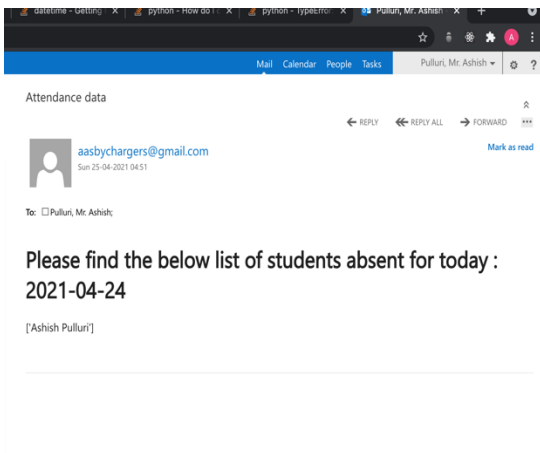 datetime - Getting
python - How do I
python - TypeError
Pulluri, Mr. Ashish
A
Mail Calendar People Tasks Pulluri, Mr. Ashish ?
Attendance data
REPLY REPLY ALL FORWARD
aasbychargers@gmail.com
Mark as read
Sun 25-04-2021 04:51
To: Pulluri, Mr. Ashish;
Please find the below list of students absent for today :
2021-04-24
['Ashish Pulluri']